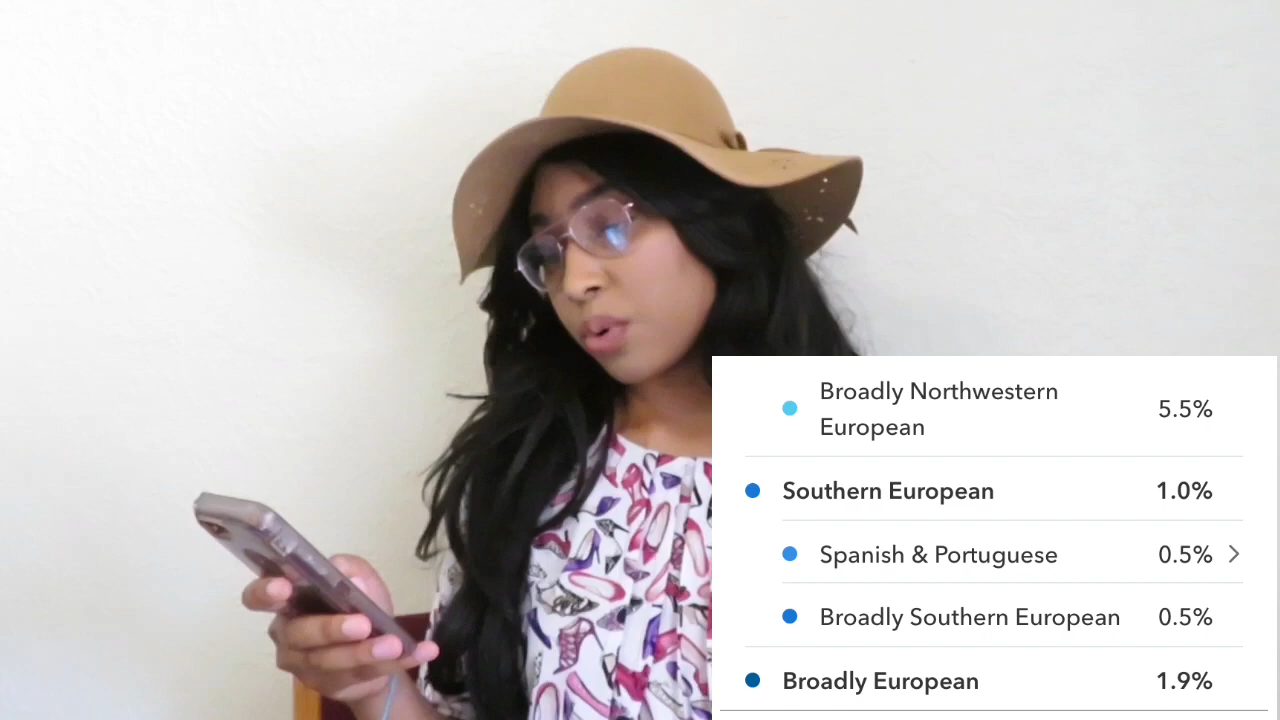 Broadly Northwestern
European
5.5%
Southern European 1.0%
Spanish & Portuguese 0.5%
Broadly Southern European 0.5%
Broadly European 1.9%